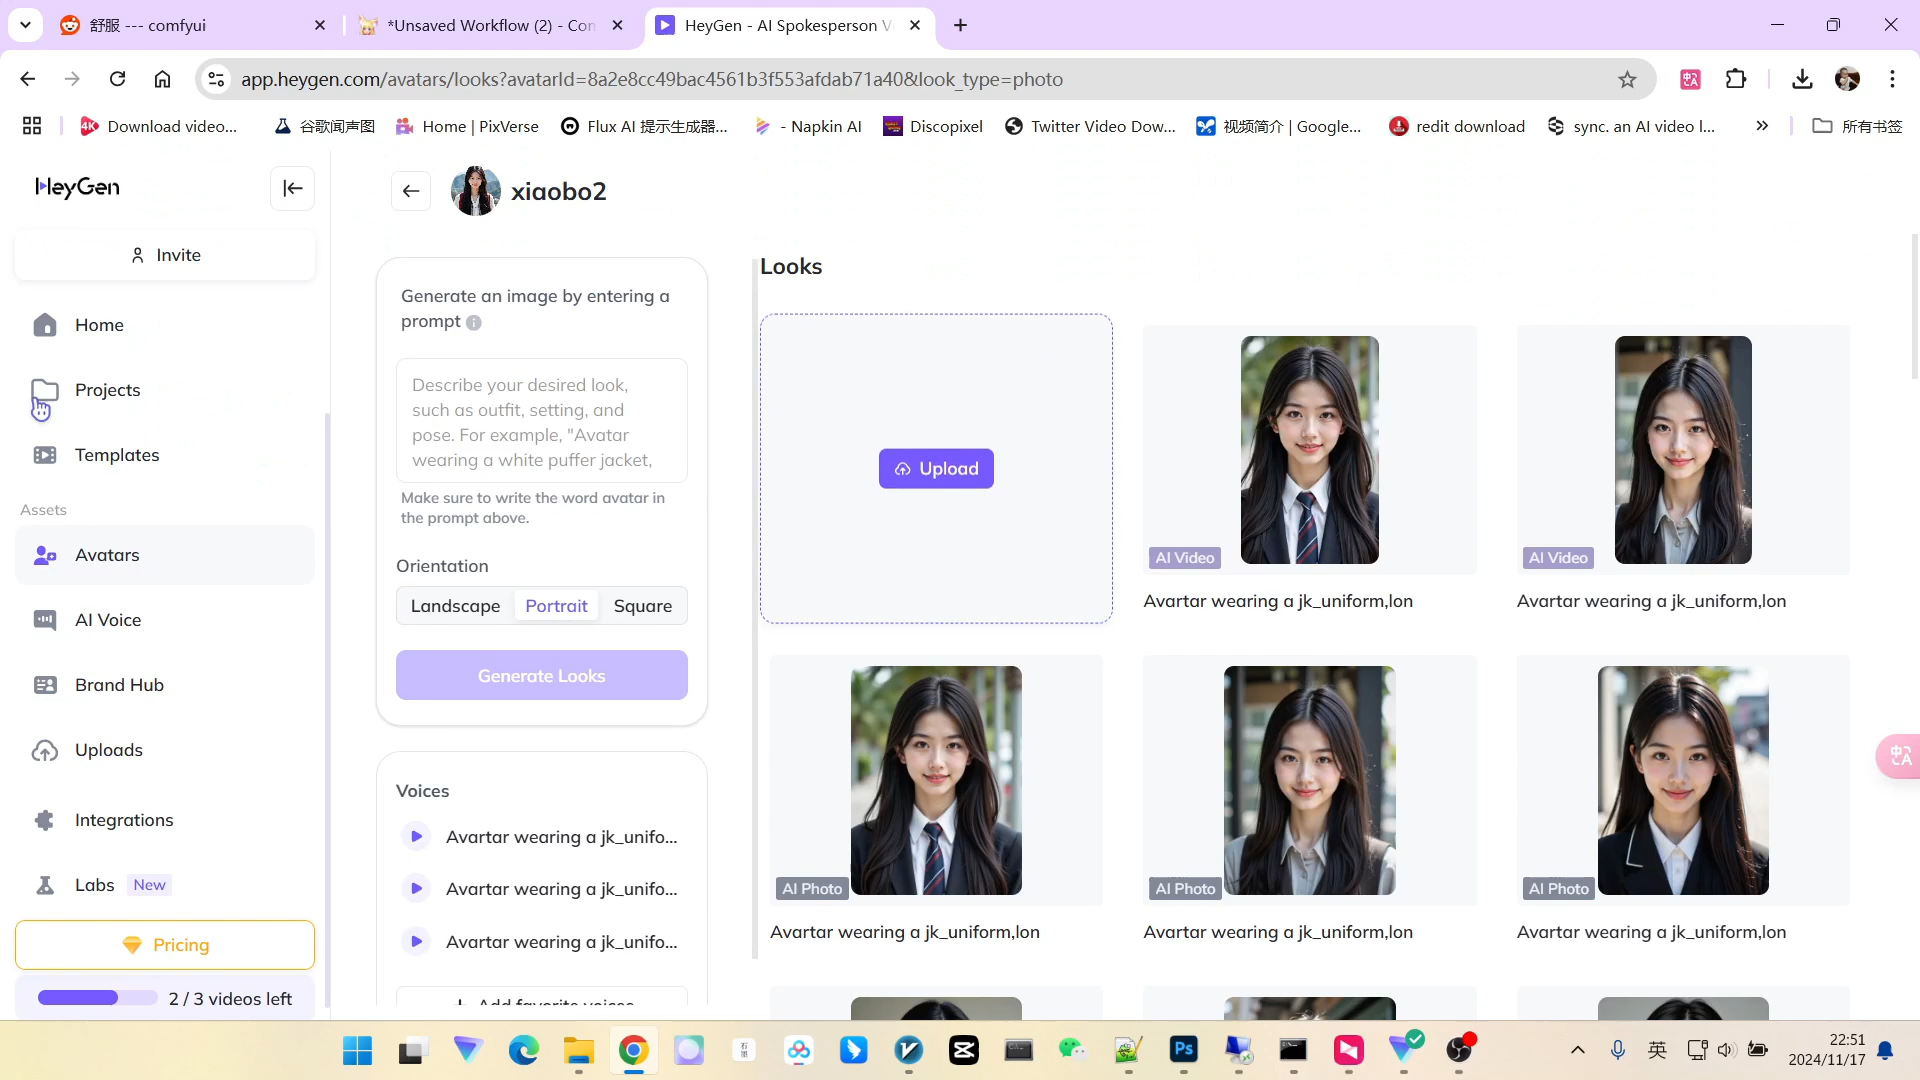 舒服 --- comfyui
*Unsaved Workflow (2) - Con
HeyGen - AI Spokesperson V
app.heygen.com/avatars/looks?avatarId=8a2e8cc49bac4561b3f553afdab71a40&look_type=photo
Download video...
谷歌闻声图
Home | PixVerse
Flux AI 提示生成器...
- Napkin AI
Discopixel
Twitter Video Dow...
视频简介 | Google...
redit download
sync. an AI video l...
所有书签
HeyGen
Invite
Home
Projects
Templates
Assets
Avatars
AI Voice
Brand Hub
Uploads
Integrations
Labs New
Pricing
2 / 3 videos left
xiaobo2
Generate an image by entering a
prompt
Describe your desired look,
such as outfit, setting, and
pose. For example, "Avatar
wearing a white puffer jacket,
Make sure to write the word avatar in
the prompt above.
Orientation
Landscape Portrait Square
Generate Looks
Voices
Avartar wearing a jk_unifo...
Avartar wearing a jk_unifo...
Avartar wearing a jk_unifo...
+ Add favorite voices
Looks
Upload
AI Video
Avartar wearing a jk_uniform,lon
AI Video
Avartar wearing a jk_uniform,lon
AI Photo
Avartar wearing a jk_uniform,lon
AI Photo
Avartar wearing a jk_uniform,lon
AI Photo
Avartar wearing a jk_uniform,lon
英
22:51
2024/11/17